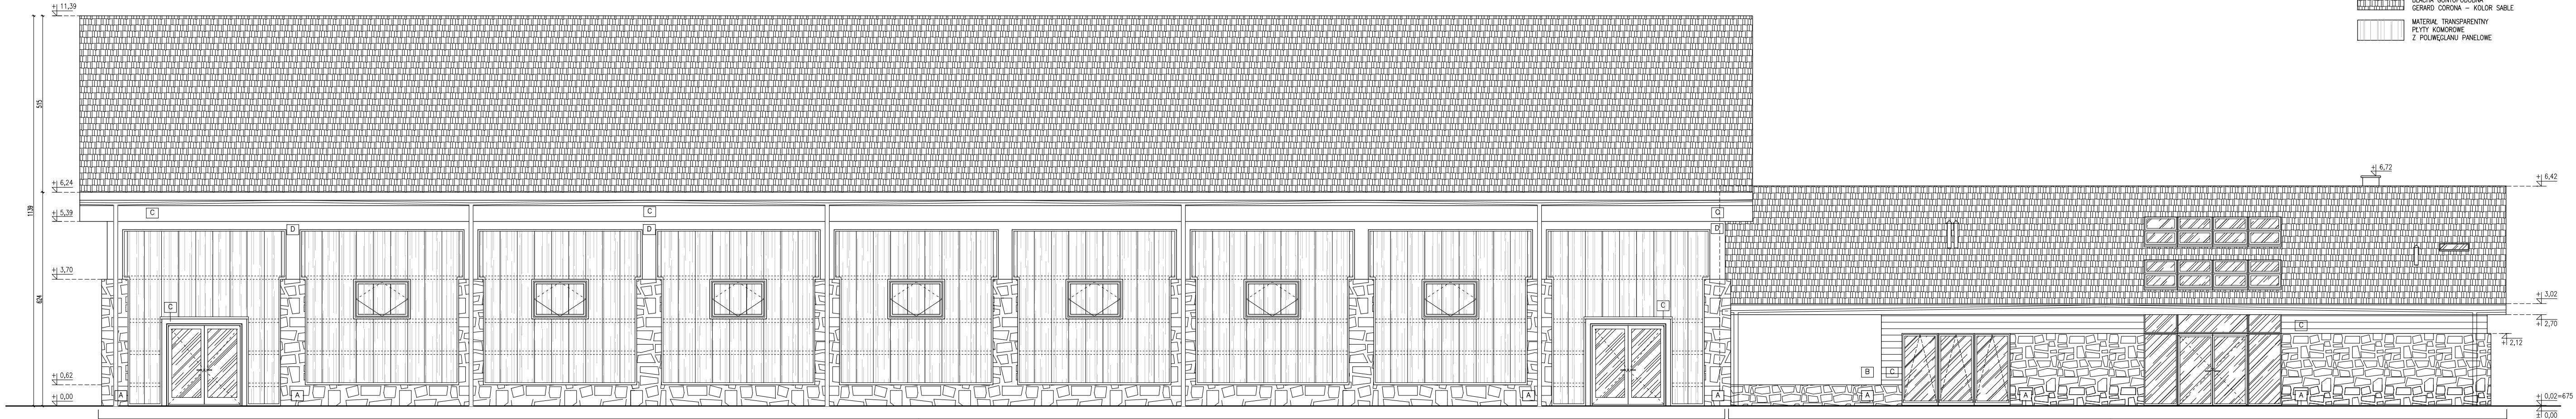 +| 11,39
GERARD CORONA – KOLOR SABLE
MATERIAŁ TRANSPARENTNY
PŁYTY KOMOROWE
Z POLIWĘGLANU PANELOWE
515
+| 6,72
+| 6,24
+| 6,42
1139
+| 5,39
C
C
C
D
D
D
+| 3,70
624
+| 3,02
C
C
+| 2,70
C
+| 2,12
+| 0,62
B
C
A
A
A
A
A
A
A
+| 0,00
+| 0,02=675
±| 0,00